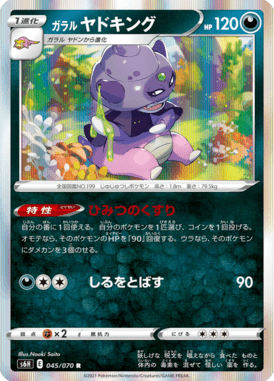 1進化
ガラル ヤドキング
HP120
ガラル ヤドンから進化
全国図鑑NO.199 じゅじゅつポケモン 高さ：1.8m 重さ：79.5kg
特性 ひみつのくすり
自分の番に1回使える。自分のポケモンを1匹選び、コインを1回投げる。
オモテなら、そのポケモンのHPを「90」回復する。ウラなら、そのポケモンにダメカンを3個のせる。
しるをとばす 90
弱点 ×2 抵抗力 にげる
Illus. Naoki Saito
S6H 045/070 R
©2021 Pokémon/Nintendo/Creatures/GAME FREAK.